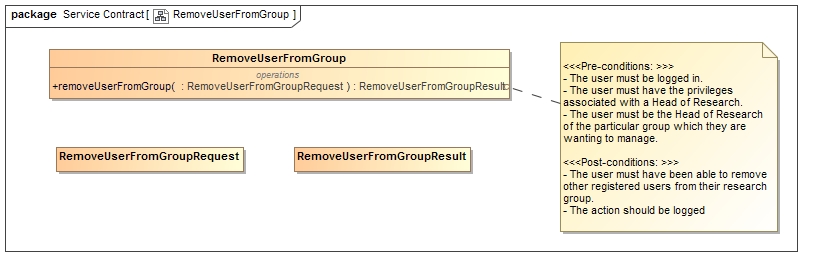 package Service Contract [ RemoveUserFromGroup ]
RemoveUserFromGroup
operations
+removeUserFromGroup( : RemoveUserFromGroupRequest ) : RemoveUserFromGroupResult
RemoveUserFromGroupRequest
RemoveUserFromGroupResult
<<<Pre-conditions: >>>
- The user must be logged in.
- The user must have the privileges
associated with a Head of Research.
- The user must be the Head of Research
of the particular group which they are
wanting to manage.
<<<Post-conditions: >>>
- The user must have been able to remove
other registered users from their research
group.
- The action should be logged